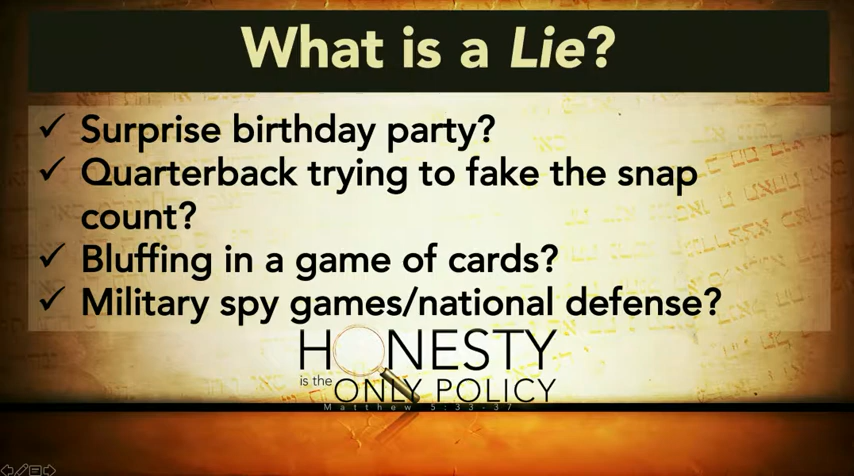 What is a Lie?
✓ Surprise birthday party?
✓ Quarterback trying to fake the snap
count?
✓ Bluffing in a game of cards?
✓ Military spy games/national defense?
HONESTY
is the ONLY POLICY
Matthew 5:33-37